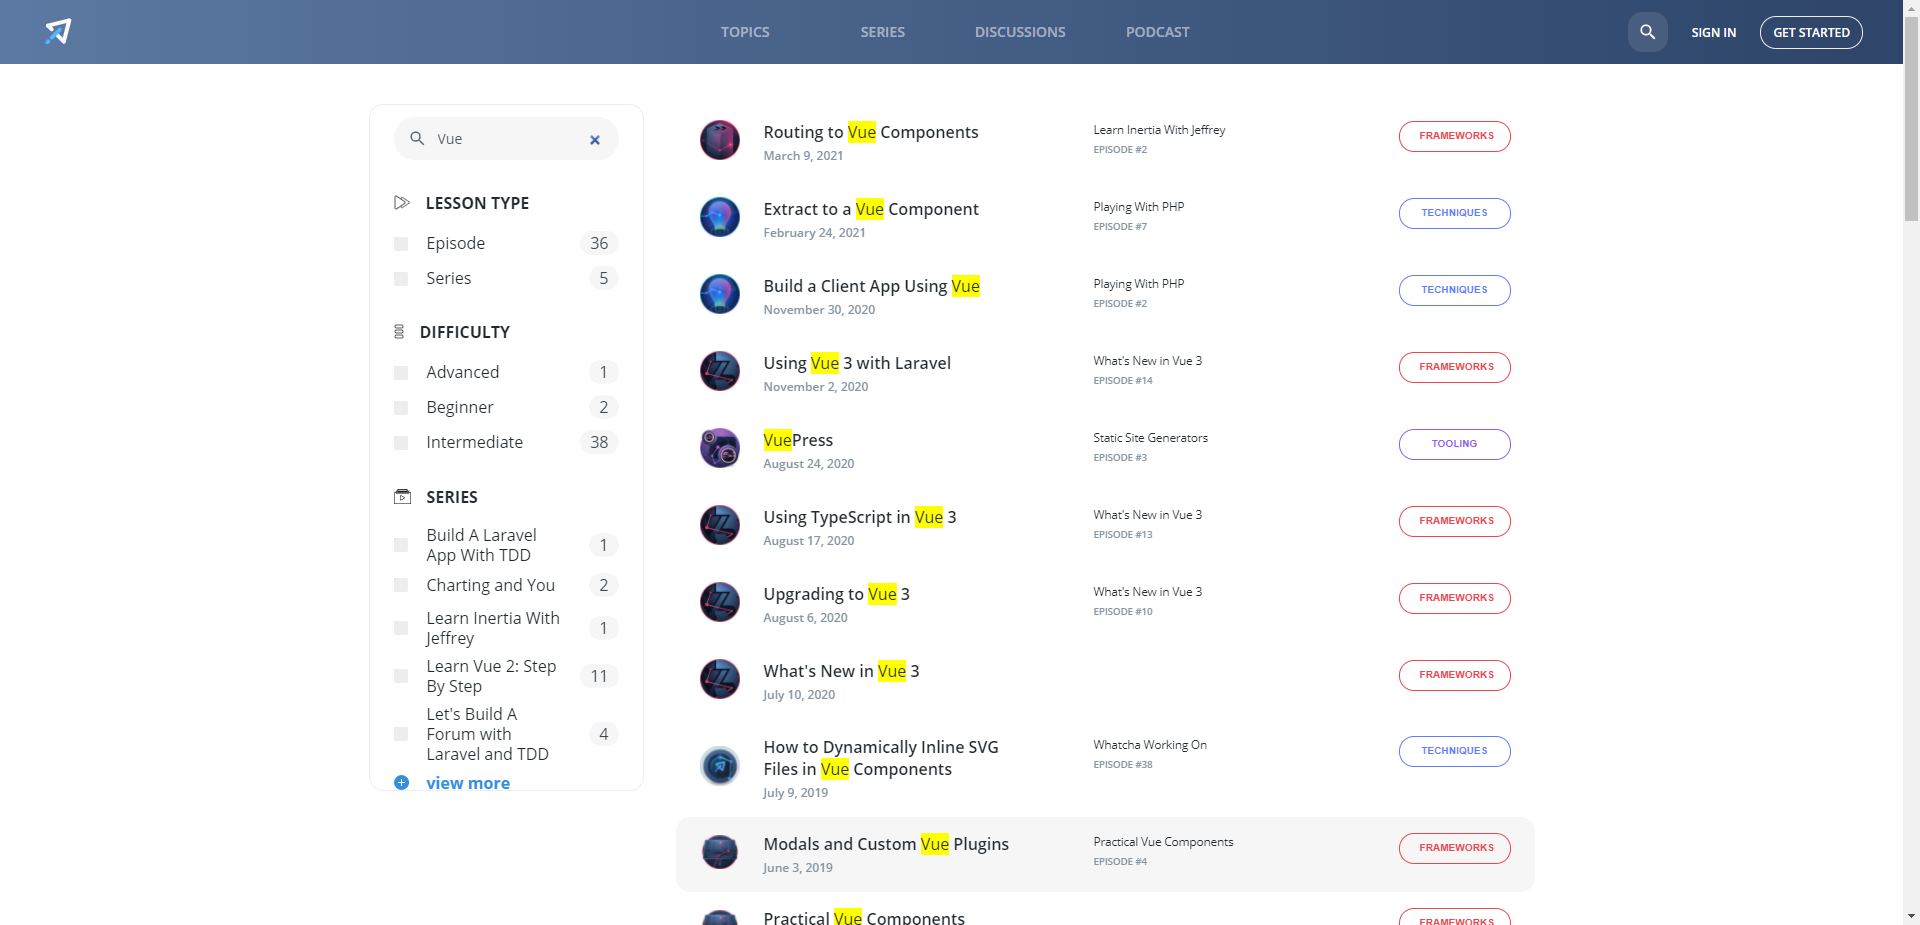 TOPICS
SERIES
DISCUSSIONS
PODCAST
SIGN IN
GET STARTED
Vue
LESSON TYPE
Episode 36
Series 5
DIFFICULTY
Advanced 1
Beginner 2
Intermediate 38
SERIES
Build A Laravel
App With TDD 1
Charting and You 2
Learn Inertia With
Jeffrey 1
Learn Vue 2: Step
By Step 11
Let's Build A
Forum with
Laravel and TDD 4
view more
Routing to Vue Components
March 9, 2021
Learn Inertia With Jeffrey
EPISODE #2
FRAMEWORKS
Extract to a Vue Component
February 24, 2021
Playing With PHP
EPISODE #7
TECHNIQUES
Build a Client App Using Vue
November 30, 2020
Playing With PHP
EPISODE #2
TECHNIQUES
Using Vue 3 with Laravel
November 2, 2020
What's New in Vue 3
EPISODE #14
FRAMEWORKS
VuePress
August 24, 2020
Static Site Generators
EPISODE #3
TOOLING
Using TypeScript in Vue 3
August 17, 2020
What's New in Vue 3
EPISODE #13
FRAMEWORKS
Upgrading to Vue 3
August 6, 2020
What's New in Vue 3
EPISODE #10
FRAMEWORKS
What's New in Vue 3
July 10, 2020
FRAMEWORKS
How to Dynamically Inline SVG
Files in Vue Components
July 9, 2019
Whatcha Working On
EPISODE #38
TECHNIQUES
Modals and Custom Vue Plugins
June 3, 2019
Practical Vue Components
EPISODE #4
FRAMEWORKS
Practical Vue Components
FRAMEWORKS